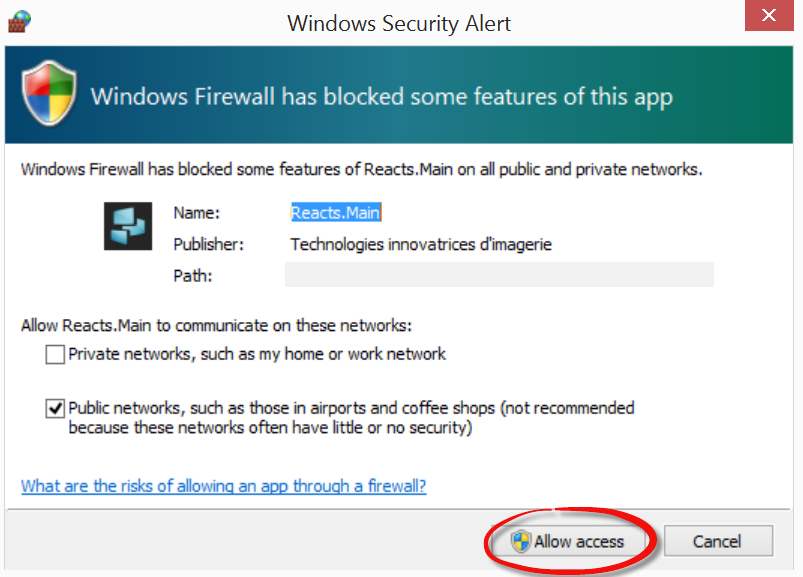 Windows Security Alert
Windows Firewall has blocked some features of this app
Windows Firewall has blocked some features of Reacts.Main on all public and private networks.
Name: Reacts.Main
Publisher: Technologies innovatrices d'imagerie
Path:
Allow Reacts.Main to communicate on these networks:
Private networks, such as my home or work network
Public networks, such as those in airports and coffee shops (not recommended
because these networks often have little or no security)
What are the risks of allowing an app through a firewall?
Allow access Cancel